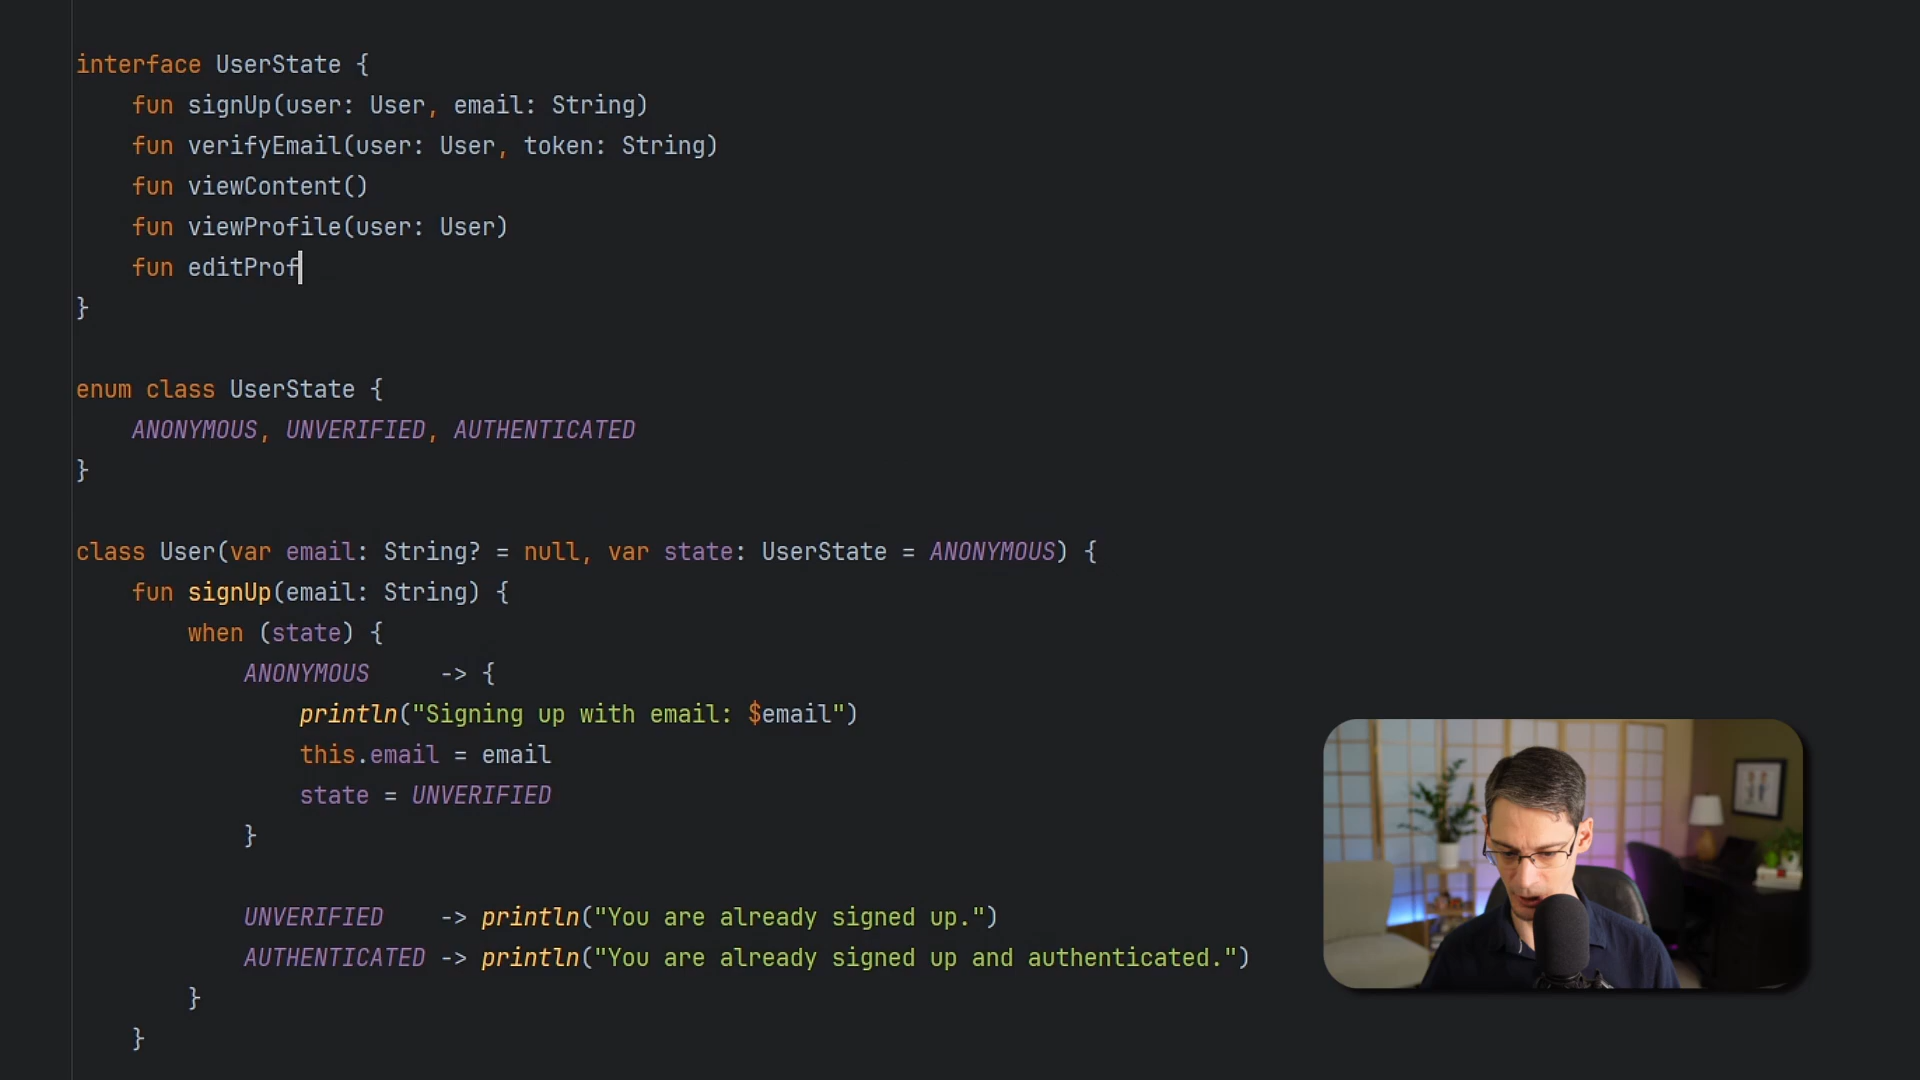 interface UserState {
    fun signUp(user: User, email: String)
    fun verifyEmail(user: User, token: String)
    fun viewContent()
    fun viewProfile(user: User)
    fun editProf
}
enum class UserState {
    ANONYMOUS, UNVERIFIED, AUTHENTICATED
}
class User(var email: String? = null, var state: UserState = ANONYMOUS) {
    fun signUp(email: String) {
        when (state) {
            ANONYMOUS     -> {
                println("Signing up with email: $email")
                this.email = email
                state = UNVERIFIED
            }
            UNVERIFIED    -> println("You are already signed up.")
            AUTHENTICATED -> println("You are already signed up and authenticated.")
        }
    }